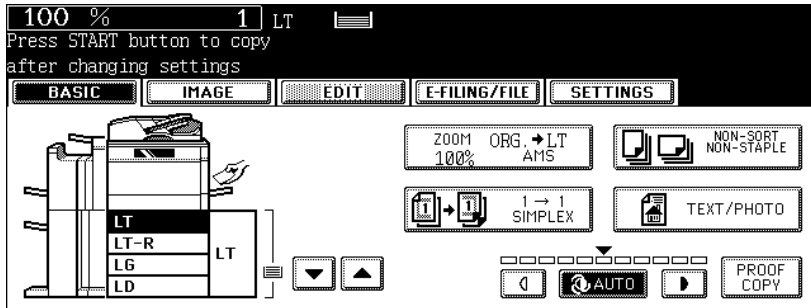 100 % 1 LT
Press START button to copy
after changing settings
BASIC IMAGE EDIT E-FILING/FILE SETTINGS
ZOOM ORG.➔LT
100% AMS
NON-SORT
NON-STAPLE
1 ➔ 1
1 → 1
SIMPLEX
TEXT/PHOTO
LT
LT-R
LG
LD
LT
AUTO
PROOF
COPY